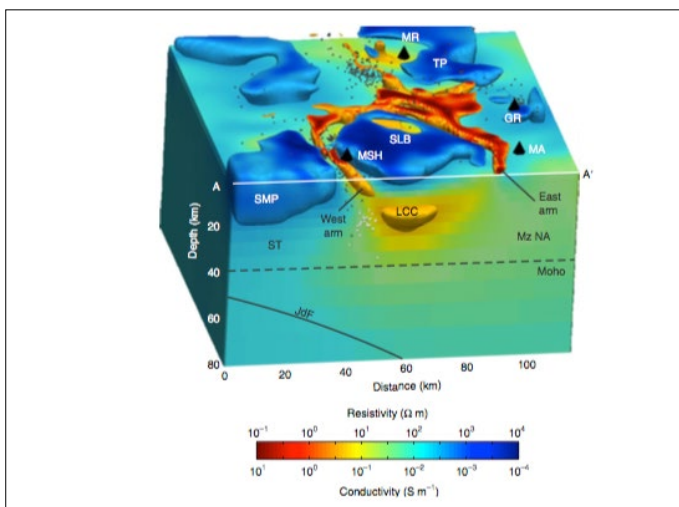 MR
TP
GR
SLB
MSH
MA
A
A'
SMP
West
arm
LCC
East
arm
ST
Mz NA
Moho
JdF
Depth (km)
20
40
60
80
0
20
40
60
80
100
Distance (km)
Resistivity (Ω m)
10⁻¹ 10⁰ 10¹ 10² 10³ 10⁴
10¹ 10⁰ 10⁻¹ 10⁻² 10⁻³ 10⁻⁴
Conductivity (S m⁻¹)